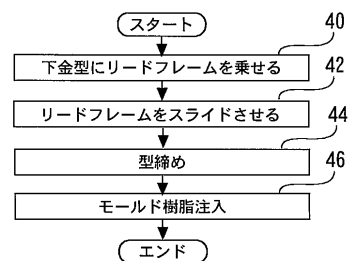 スタート
40
下金型にリードフレームを乗せる
42
リードフレームをスライドさせる
44
型締め
46
モールド樹脂注入
エンド